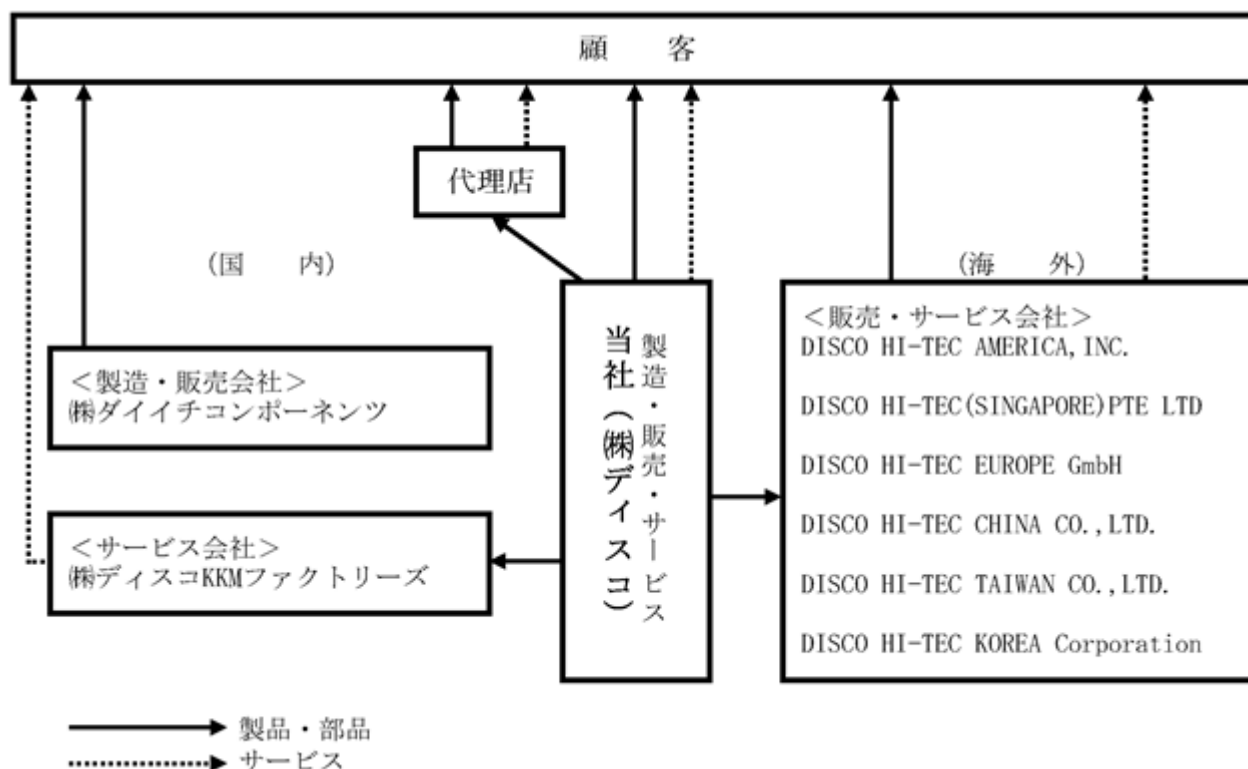 顧　　客
代理店
(国　　内)
(海　　外)
＜製造・販売会社＞
㈱ダイイチコンポーネンツ
＜サービス会社＞
㈱ディスコKKMファクトリーズ
当社（㈱ディスコ）
製造・販売・サービス
＜販売・サービス会社＞
DISCO HI-TEC AMERICA,INC.
DISCO HI-TEC(SINGAPORE)PTE LTD
DISCO HI-TEC EUROPE GmbH
DISCO HI-TEC CHINA CO.,LTD.
DISCO HI-TEC TAIWAN CO.,LTD.
DISCO HI-TEC KOREA Corporation
製品・部品
サービス